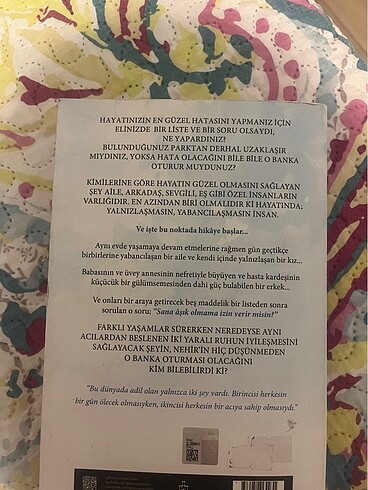 HAYATINIZIN EN GÜZEL HATASINI YAPMANIZ İÇİN
ELİNİZDE BİR LİSTE VE BİR SORU OLSAYDI,
NE YAPARDINIZ?
BULUNDUĞUNUZ PARKTAN DERHAL UZAKLAŞIR
MIYDINIZ, YOKSA HATA OLACAĞINI BİLE BİLE O BANKA
OTURUR MUYDUNUZ?
KİMİLERİNE GÖRE HAYATIN GÜZEL OLMASINI SAĞLAYAN
ŞEY AİLE, ARKADAŞ, SEVGİLİ, EŞ GİBİ ÖZEL İNSANLARIN
VARLIĞIDIR. EN AZINDAN BİRİ OLMALIDIR Kİ HAYATINDA;
YALNIZLAŞMASIN, YABANCILAŞMASIN İNSAN.
Ve işte bu noktada hikâye başlar...
Aynı evde yaşamaya devam etmelerine rağmen gün geçtikçe
birbirlerine yabancılaşan bir aile ve kendi içinde yalnızlaşan bir kız...
Babasının ve üvey annesinin nefretiyle büyüyen ve hasta kardeşinin
küçücük bir gülümsemesinden dahi güç bulabilen bir erkek...
Ve onları bir araya getirecek beş maddelik bir listeden sonra
sorulan o soru; "Sana âşık olmama izin verir misin?"
FARKLI YAŞAMLAR SÜRERKEN NEREDEYSE AYNI
ACILARDAN BESLENEN İKİ YARALI RUHUN İYİLEŞMESİNİ
SAĞLAYACAK ŞEYİN, NEHİR'İN HİÇ DÜŞÜNMEDEN
O BANKA OTURMASI OLACAĞINI
KİM BİLEBİLİRDİ Kİ?
"Bu dünyada adil olan yalnızca iki şey vardı. Birincisi herkesin
bir gün ölecek olmasıyken, ikincisi herkesin bir acıya sahip olmasıydı."